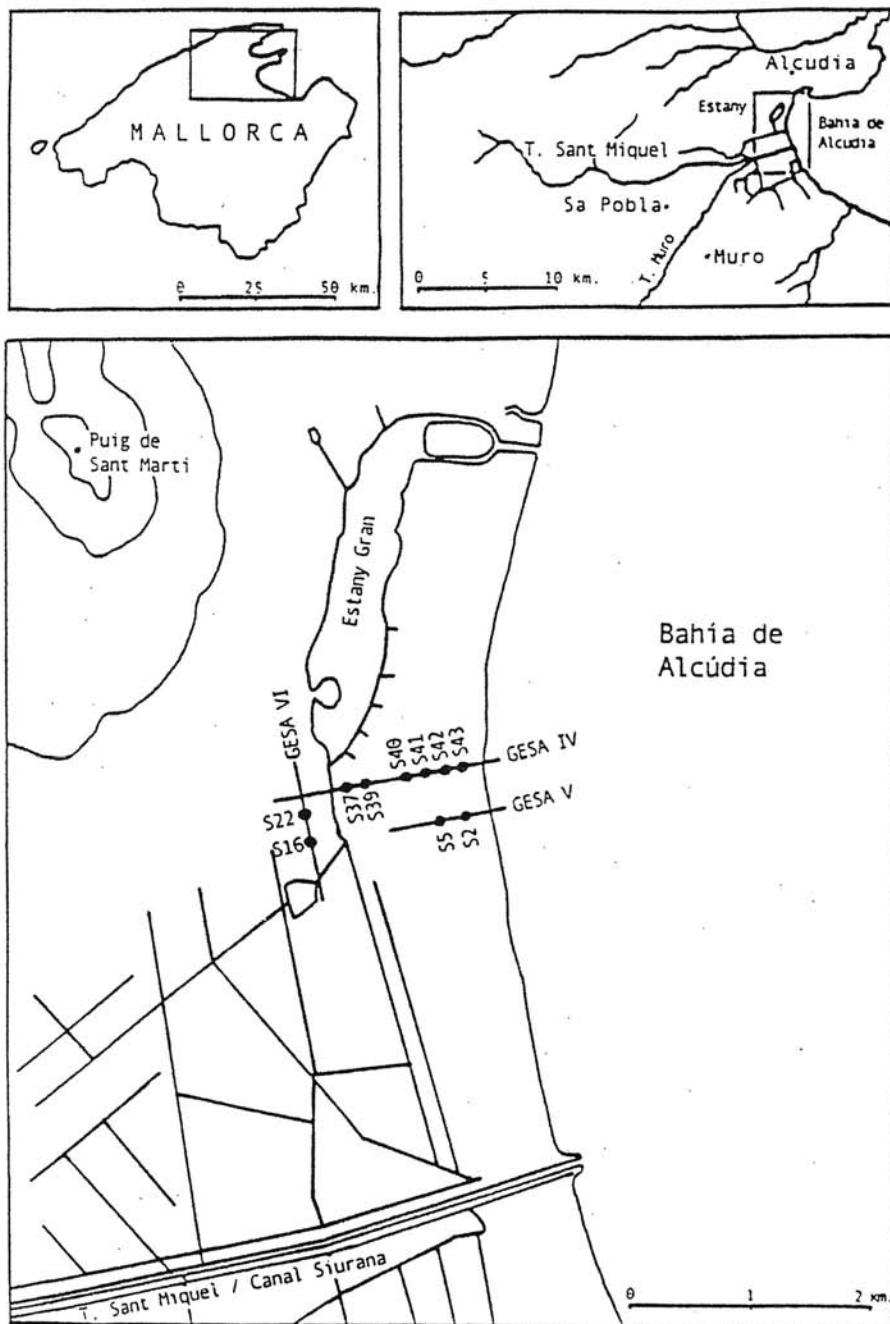 MALLORCA
0 25 50 km.
Alcudia
Estany
Bahia de
Alcudia
T. Sant Miquel
Sa Pobla
T. Muro
Muro
0 5 10 km.
Puig de
Sant Marti
Estany Gran
Bahía de
Alcúdia
GESA VI
S40
S41
S42
S43
GESA IV
S37
S39
GESA V
S22
S5
S2
S16
T. Sant Miquel / Canal Siurana
0 1 2 km.